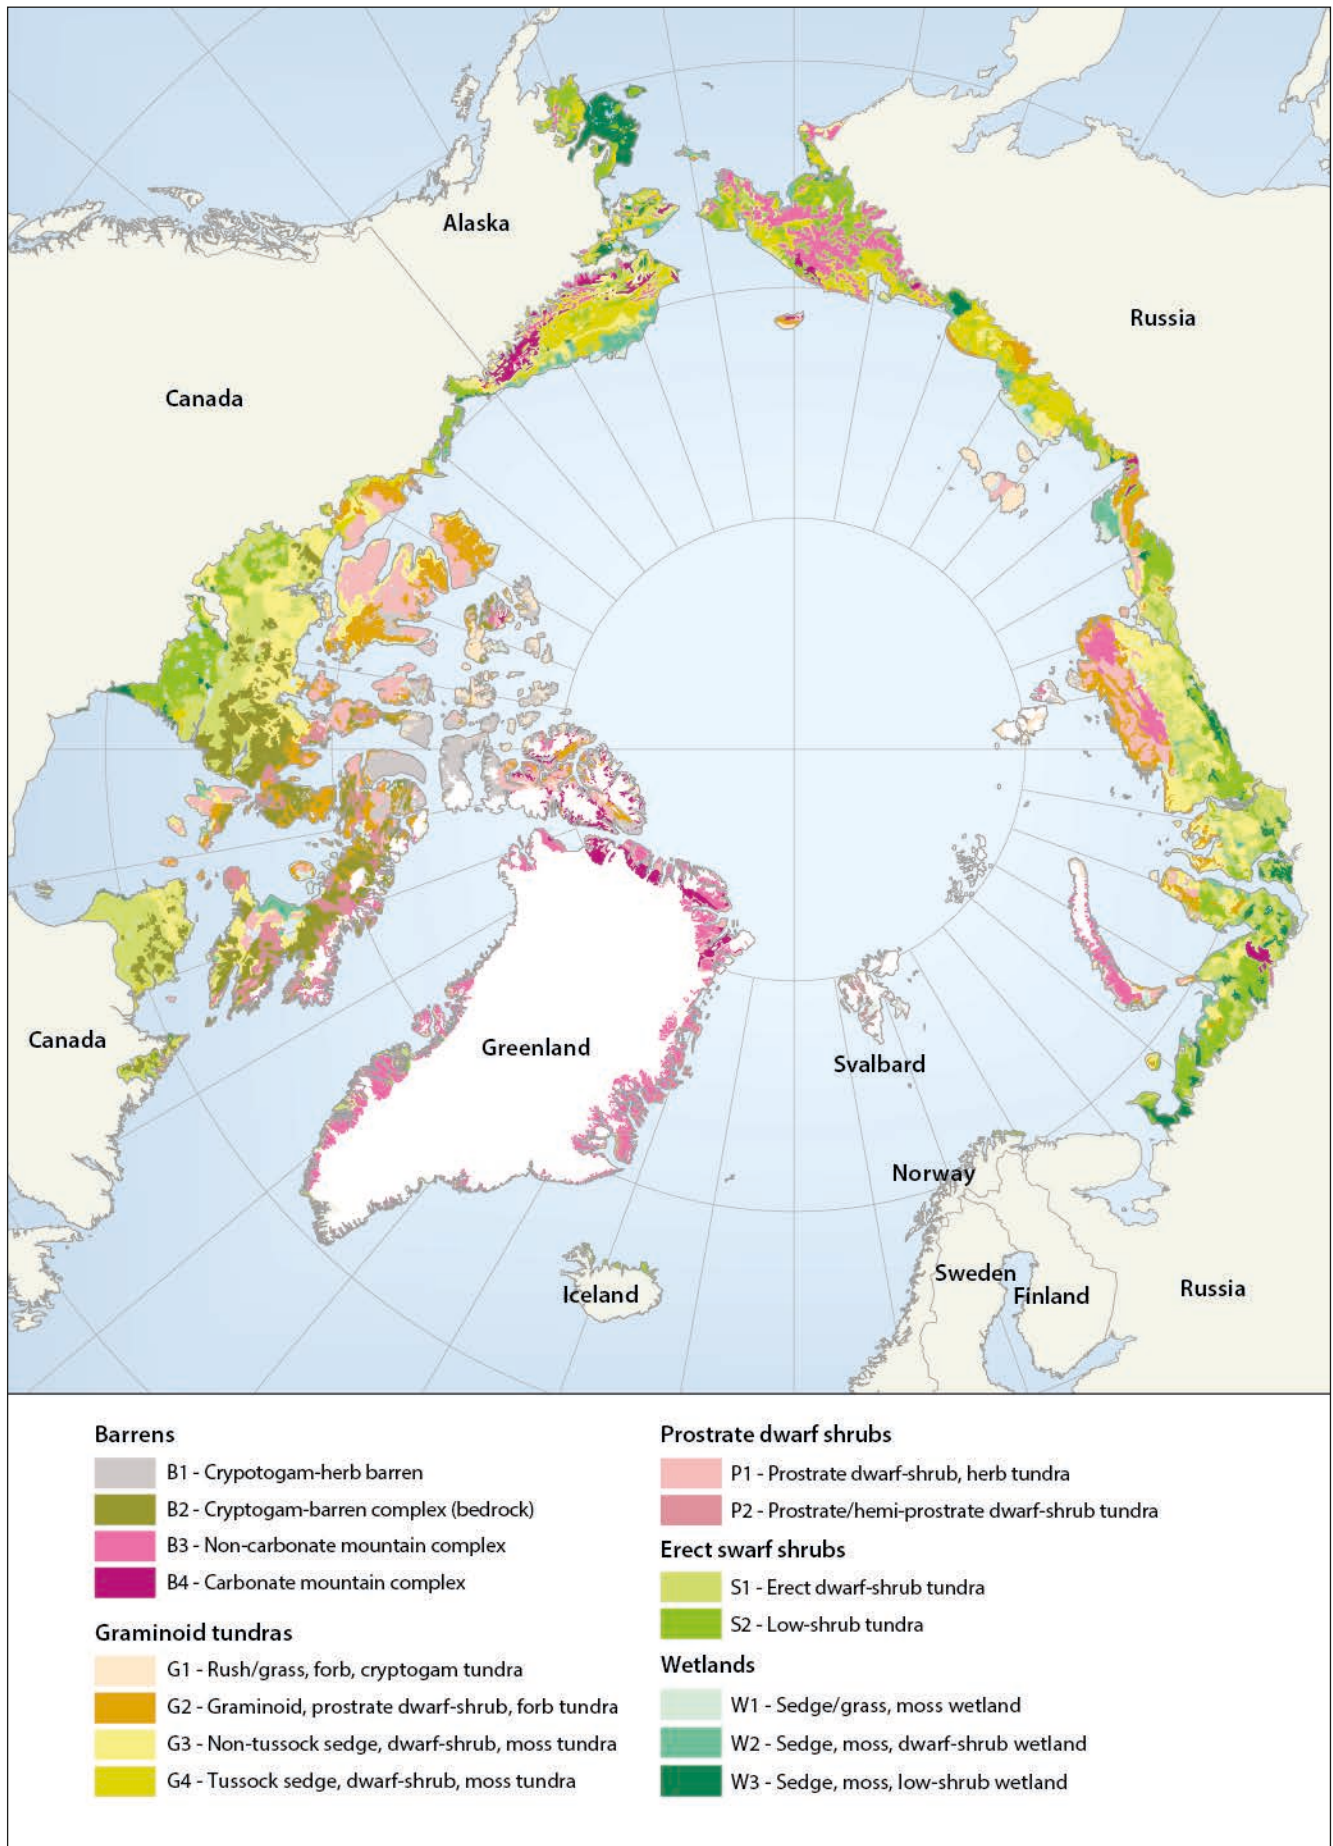 Alaska
Russia
Canada
Canada
Greenland
Svalbard
Norway
Sweden
Finland
Iceland
Russia
Barrens
B1 - Crypotogam-herb barren
B2 - Cryptogam-barren complex (bedrock)
B3 - Non-carbonate mountain complex
B4 - Carbonate mountain complex
Graminoid tundras
G1 - Rush/grass, forb, cryptogam tundra
G2 - Graminoid, prostrate dwarf-shrub, forb tundra
G3 - Non-tussock sedge, dwarf-shrub, moss tundra
G4 - Tussock sedge, dwarf-shrub, moss tundra
Prostrate dwarf shrubs
P1 - Prostrate dwarf-shrub, herb tundra
P2 - Prostrate/hemi-prostrate dwarf-shrub tundra
Erect swarf shrubs
S1 - Erect dwarf-shrub tundra
S2 - Low-shrub tundra
Wetlands
W1 - Sedge/grass, moss wetland
W2 - Sedge, moss, dwarf-shrub wetland
W3 - Sedge, moss, low-shrub wetland